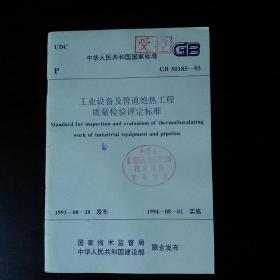 UDC
受控
GB
中华人民共和国国家标准
P
GB 50185—93
工业设备及管道绝热工程
质量检验评定标准
Standard for inspection and evaluation of thermalinsulating
work of industrial equipment and pipeline
1993—08—28 发布
1994—08—01 实施
国家技术监督局
中华人民共和国建设部
联合发布